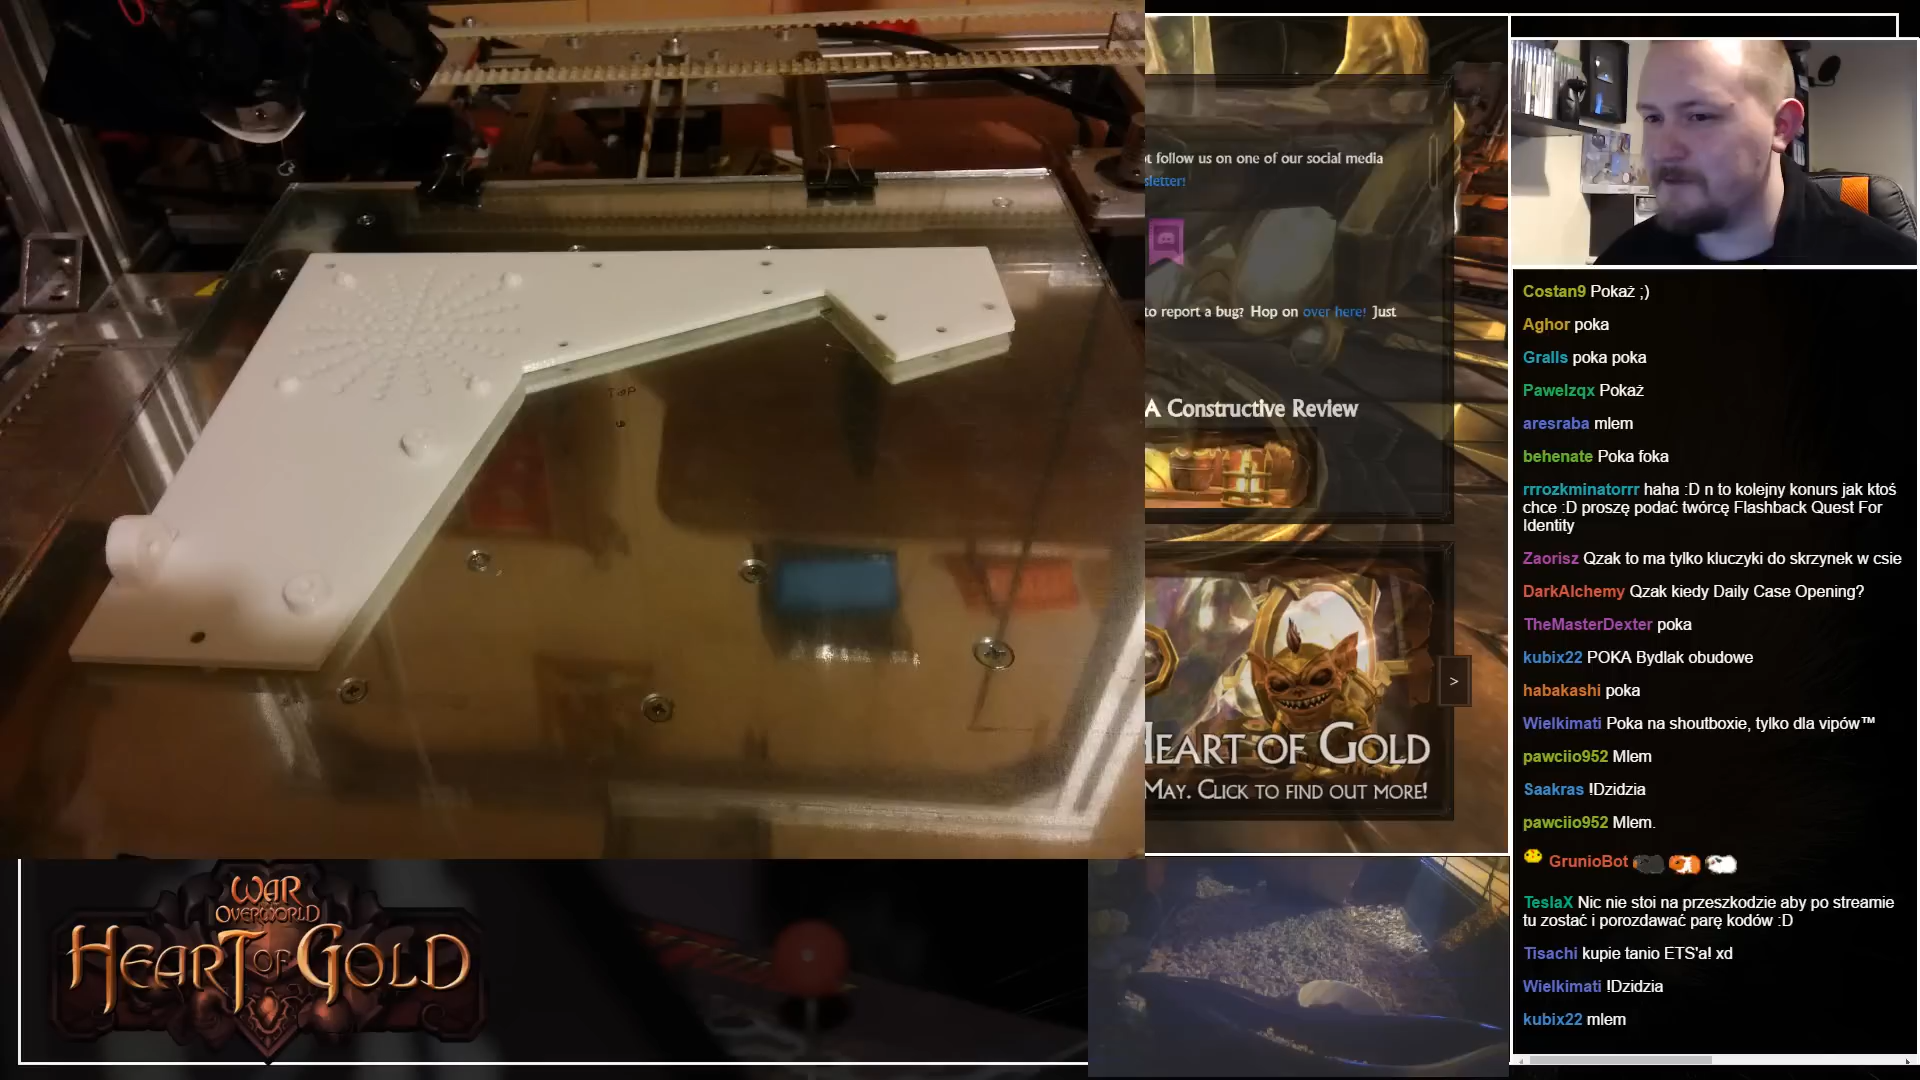 TOP
t follow us on one of our social media
sletter!
to report a bug? Hop on over here! Just
A Constructive Review
HEART OF GOLD
MAY. CLICK TO FIND OUT MORE!
>
WAR
FOR THE
OVERWORLD
HEART OF GOLD
Costan9 Pokaż ;)
Aghor poka
Gralls poka poka
Pawelzqx Pokaż
aresraba mlem
behenate Poka foka
rrrozkminatorrr haha :D n to kolejny konurs jak ktoś
chce :D proszę podać twórcę Flashback Quest For
Identity
Zaorisz Qzak to ma tylko kluczyki do skrzynek w csie
DarkAlchemy Qzak kiedy Daily Case Opening?
TheMasterDexter poka
kubix22 POKA Bydlak obudowe
habakashi poka
Wielkimati Poka na shoutboxie, tylko dla vipów™
pawciio952 Mlem
Saakras !Dzidzia
pawciio952 Mlem.
GrunioBot
TeslaX Nic nie stoi na przeszkodzie aby po streamie
tu zostać i porozdawać parę kodów :D
Tisachi kupie tanio ETS'a! xd
Wielkimati !Dzidzia
kubix22 mlem